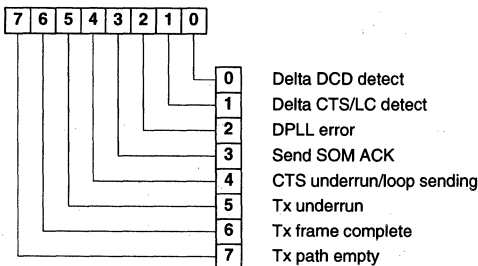 7 6 5 4 3 2 1 0
0 Delta DCD detect
1 Delta CTS/LC detect
2 DPLL error
3 Send SOM ACK
4 CTS underrun/loop sending
5 Tx underrun
6 Tx frame complete
7 Tx path empty